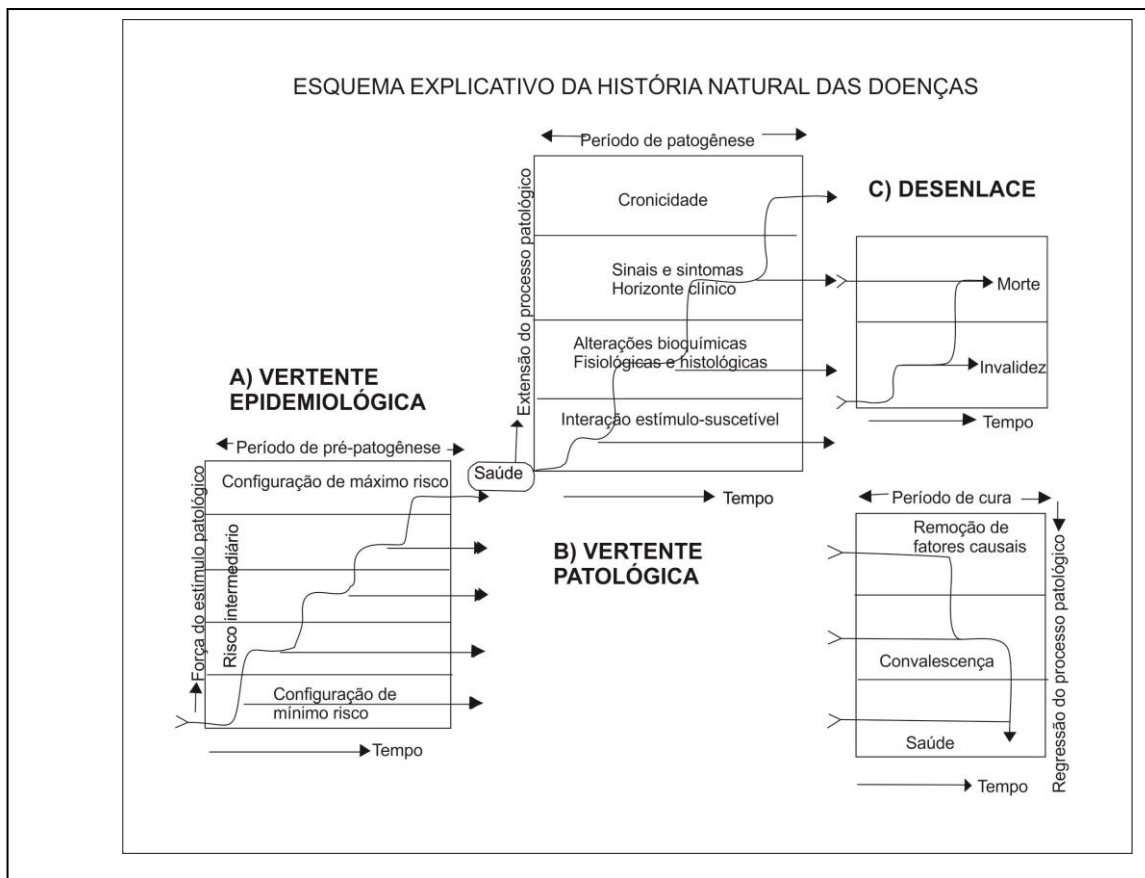 ESQUEMA EXPLICATIVO DA HISTÓRIA NATURAL DAS DOENÇAS
A) VERTENTE
EPIDEMIOLÓGICA
Período de pré-patogênese
Força do estímulo patológico
Configuração de máximo risco
Risco intermediário
Configuração de
mínimo risco
Tempo
Saúde
Período de patogênese
Extensão do processo patológico
Cronicidade
Sinais e sintomas
Horizonte clínico
Alterações bioquímicas
Fisiológicas e histológicas
Interação estímulo-suscetível
Tempo
B) VERTENTE
PATOLÓGICA
C) DESENLACE
Morte
Invalidez
Tempo
Período de cura
Remoção de
fatores causais
Convalescença
Saúde
Regressão do processo patológico
Tempo